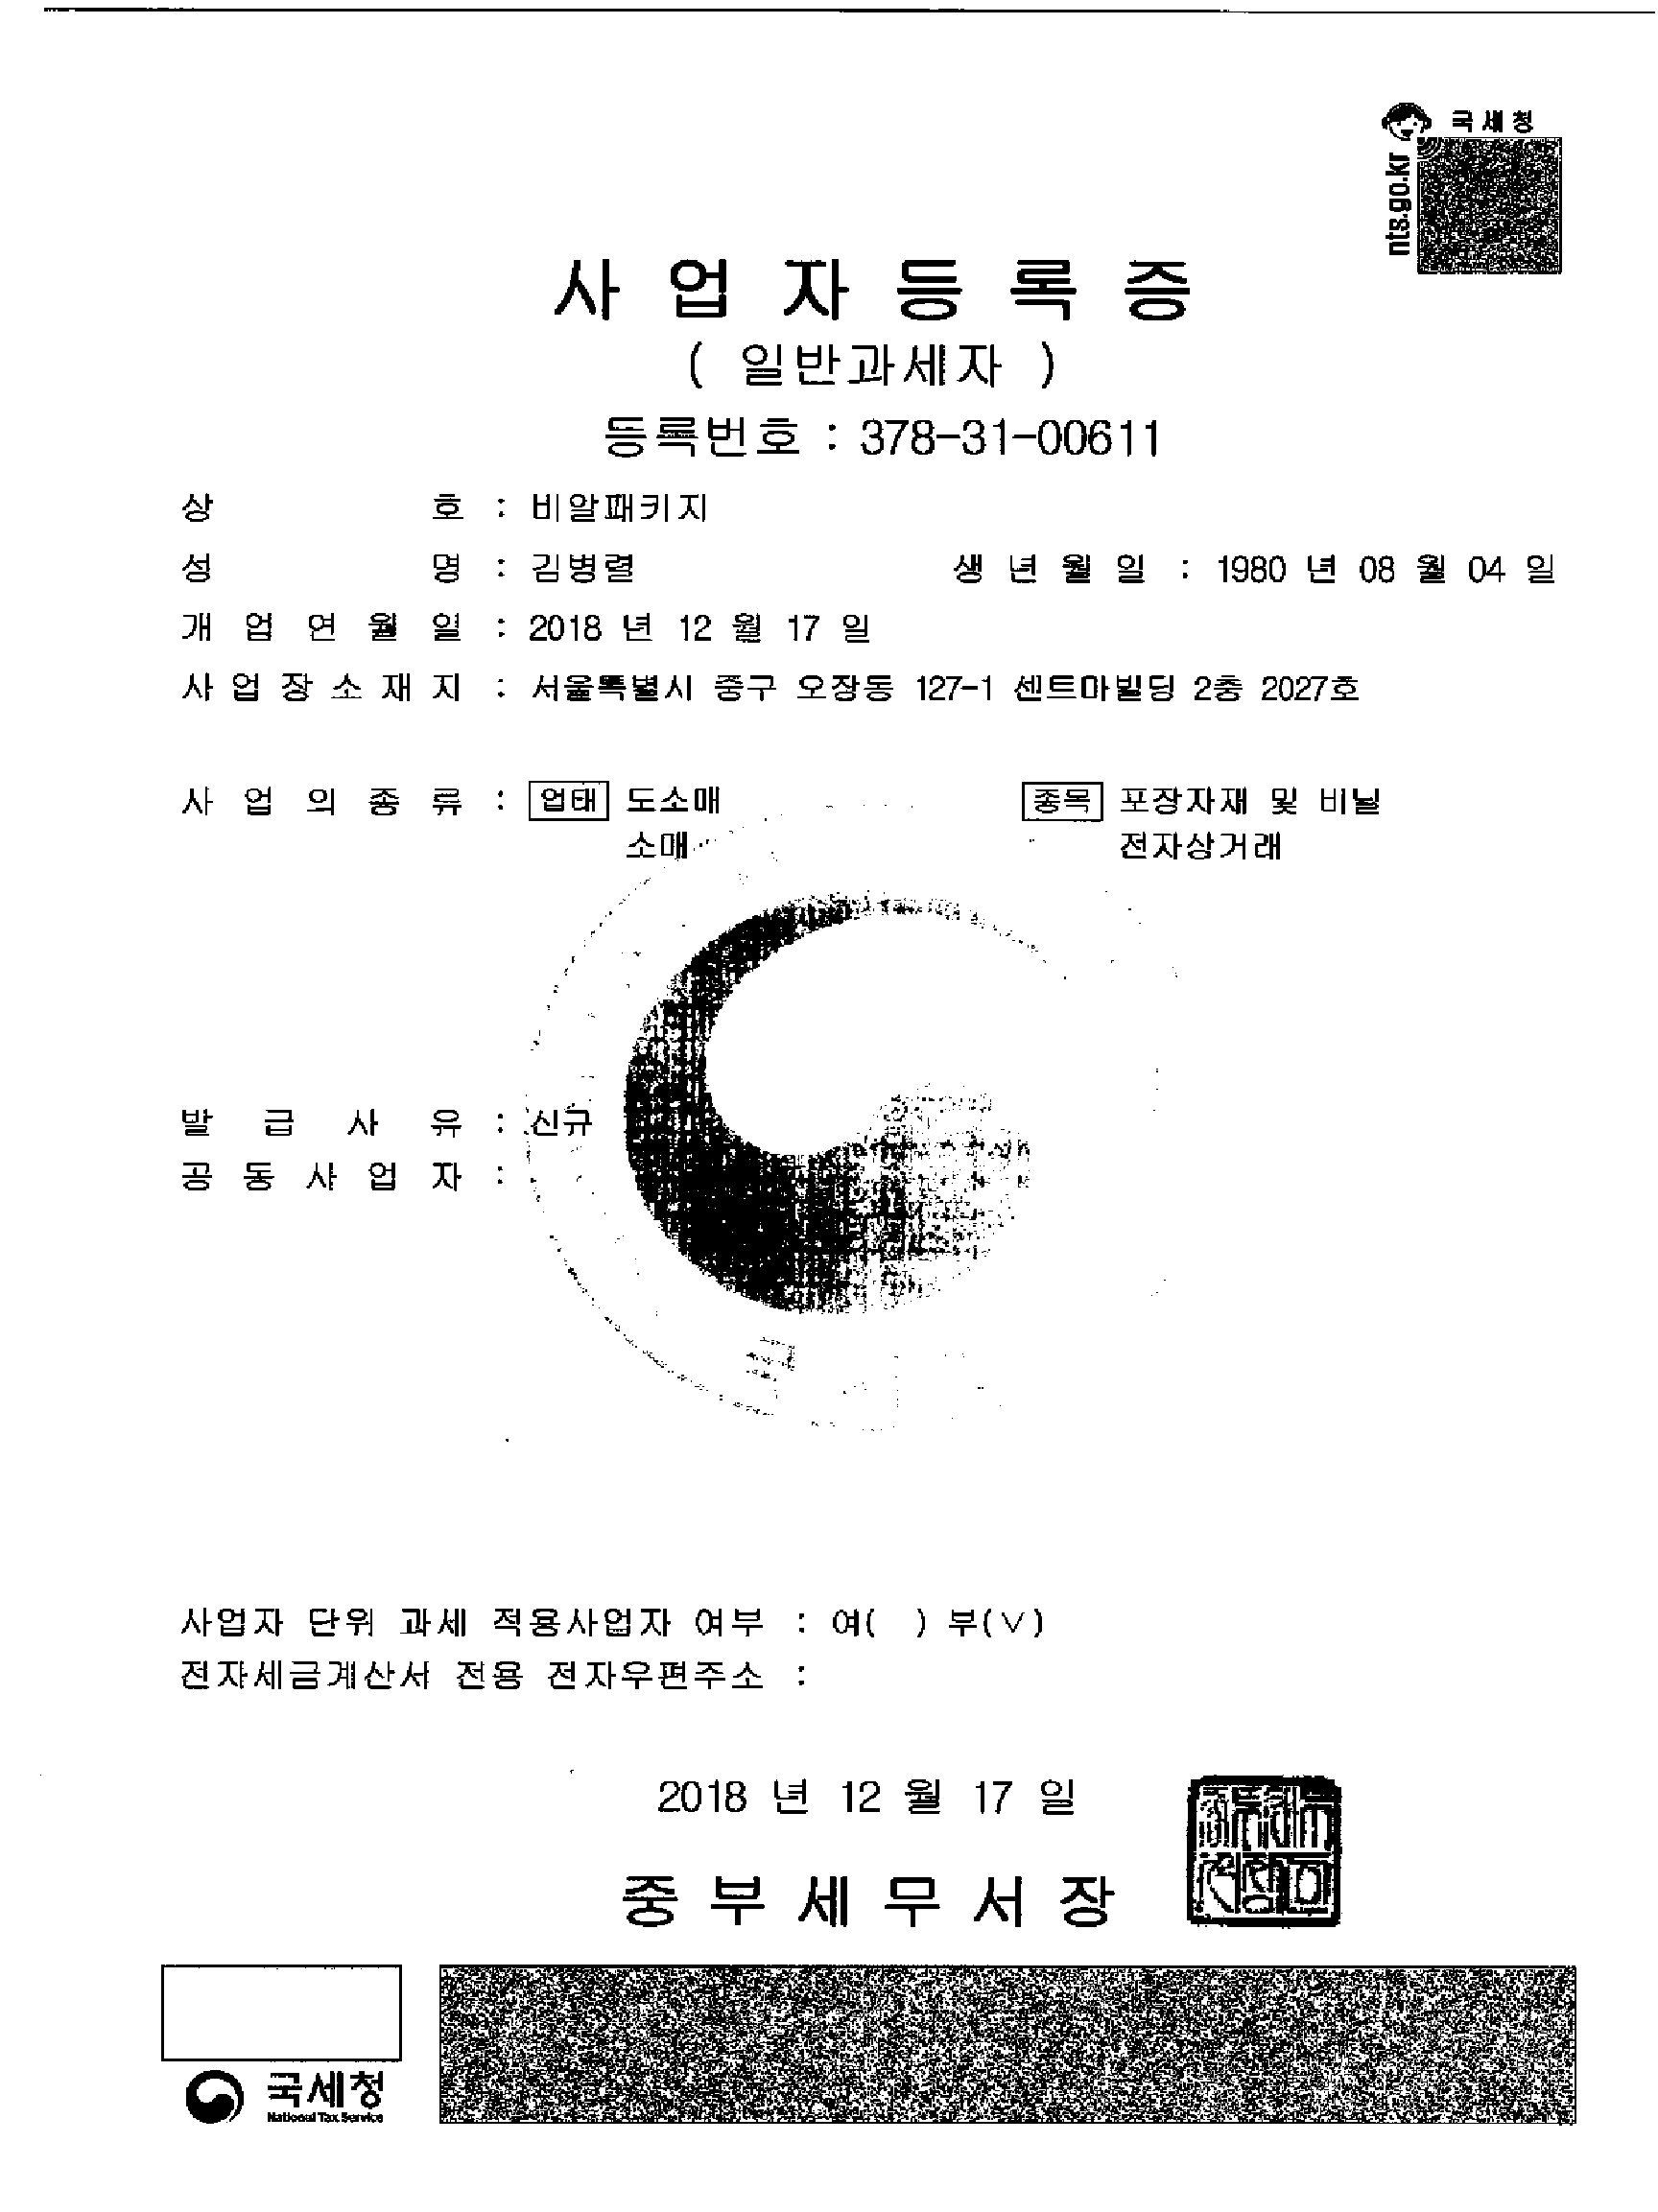 국세청
nts.go.kr
사 업 자 등 록 증
( 일반과세자 )
등록번호 : 378-31-00611
상 호 : 비알패키지
성 명 : 김병렬 생 년 월 일 : 1980 년 08 월 04 일
개 업 연 월 일 : 2018 년 12 월 17 일
사 업 장 소 재 지 : 서울특별시 중구 오장동 127-1 센트마빌딩 2층 2027호
사 업 의 종 류 : 업태 도소매 종목 포장자재 및 비닐
소매 전자상거래
발 급 사 유 : 신규
공 동 사 업 자 :
사업자 단위 과세 적용사업자 여부 : 여( ) 부(∨)
전자세금계산서 전용 전자우편주소 :
2018 년 12 월 17 일
중 부 세 무 서 장
국세청
National Tax Service